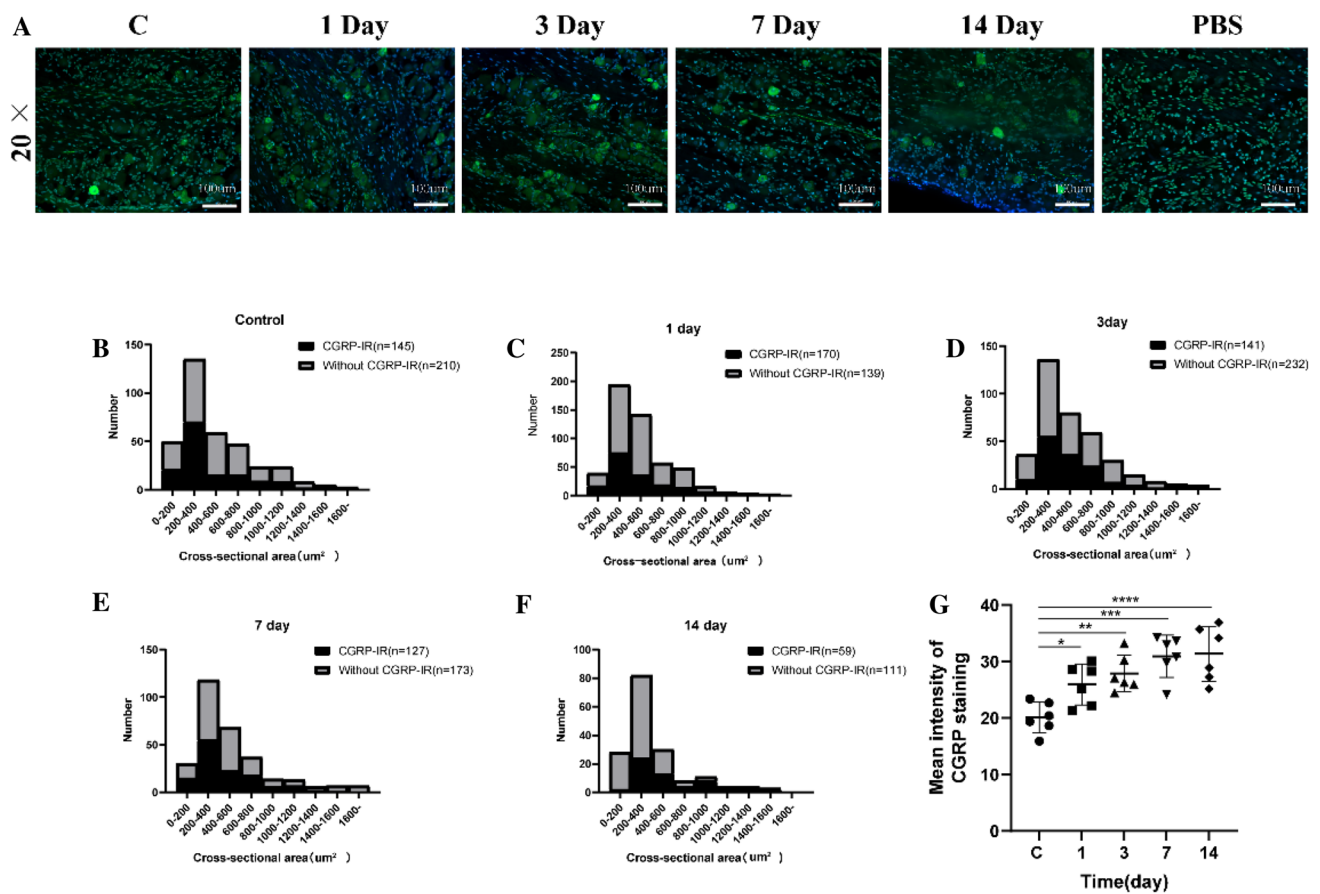 A
C
1 Day
3 Day
7 Day
14 Day
PBS
20 ×
100um
100um
100um
100um
100um
100um
B
Control
CGRP-IR(n=145)
Without CGRP-IR(n=210)
Number
150
100
50
0
0-200
200-400
400-600
600-800
800-1000
1000-1200
1200-1400
1400-1600
1600-
Cross-sectional area(um² )
C
1 day
CGRP-IR(n=170)
Without CGRP-IR(n=139)
Number
250
200
150
100
50
0
0-200
200-400
400-600
600-800
800-1000
1000-1200
1200-1400
1400-1600
1600-
Cross-sectional area (um² )
D
3day
CGRP-IR(n=141)
Without CGRP-IR(n=232)
Number
150
100
50
0
0-200
200-400
400-600
600-800
800-1000
1000-1200
1200-1400
1400-1600
1600-
Cross-sectional area(um² )
E
7 day
CGRP-IR(n=127)
Without CGRP-IR(n=173)
Number
150
100
50
0
0-200
200-400
400-600
600-800
800-1000
1000-1200
1200-1400
1400-1600
1600-
Cross-sectional area(um² )
F
14 day
CGRP-IR(n=59)
Without CGRP-IR(n=111)
Number
100
80
60
40
20
0
0-200
200-400
400-600
600-800
800-1000
1000-1200
1200-1400
1400-1600
1600-
Cross-sectional area(um² )
G
Mean intensity of
CGRP staining
40
30
20
10
0
****
***
**
*
C
1
3
7
14
Time(day)